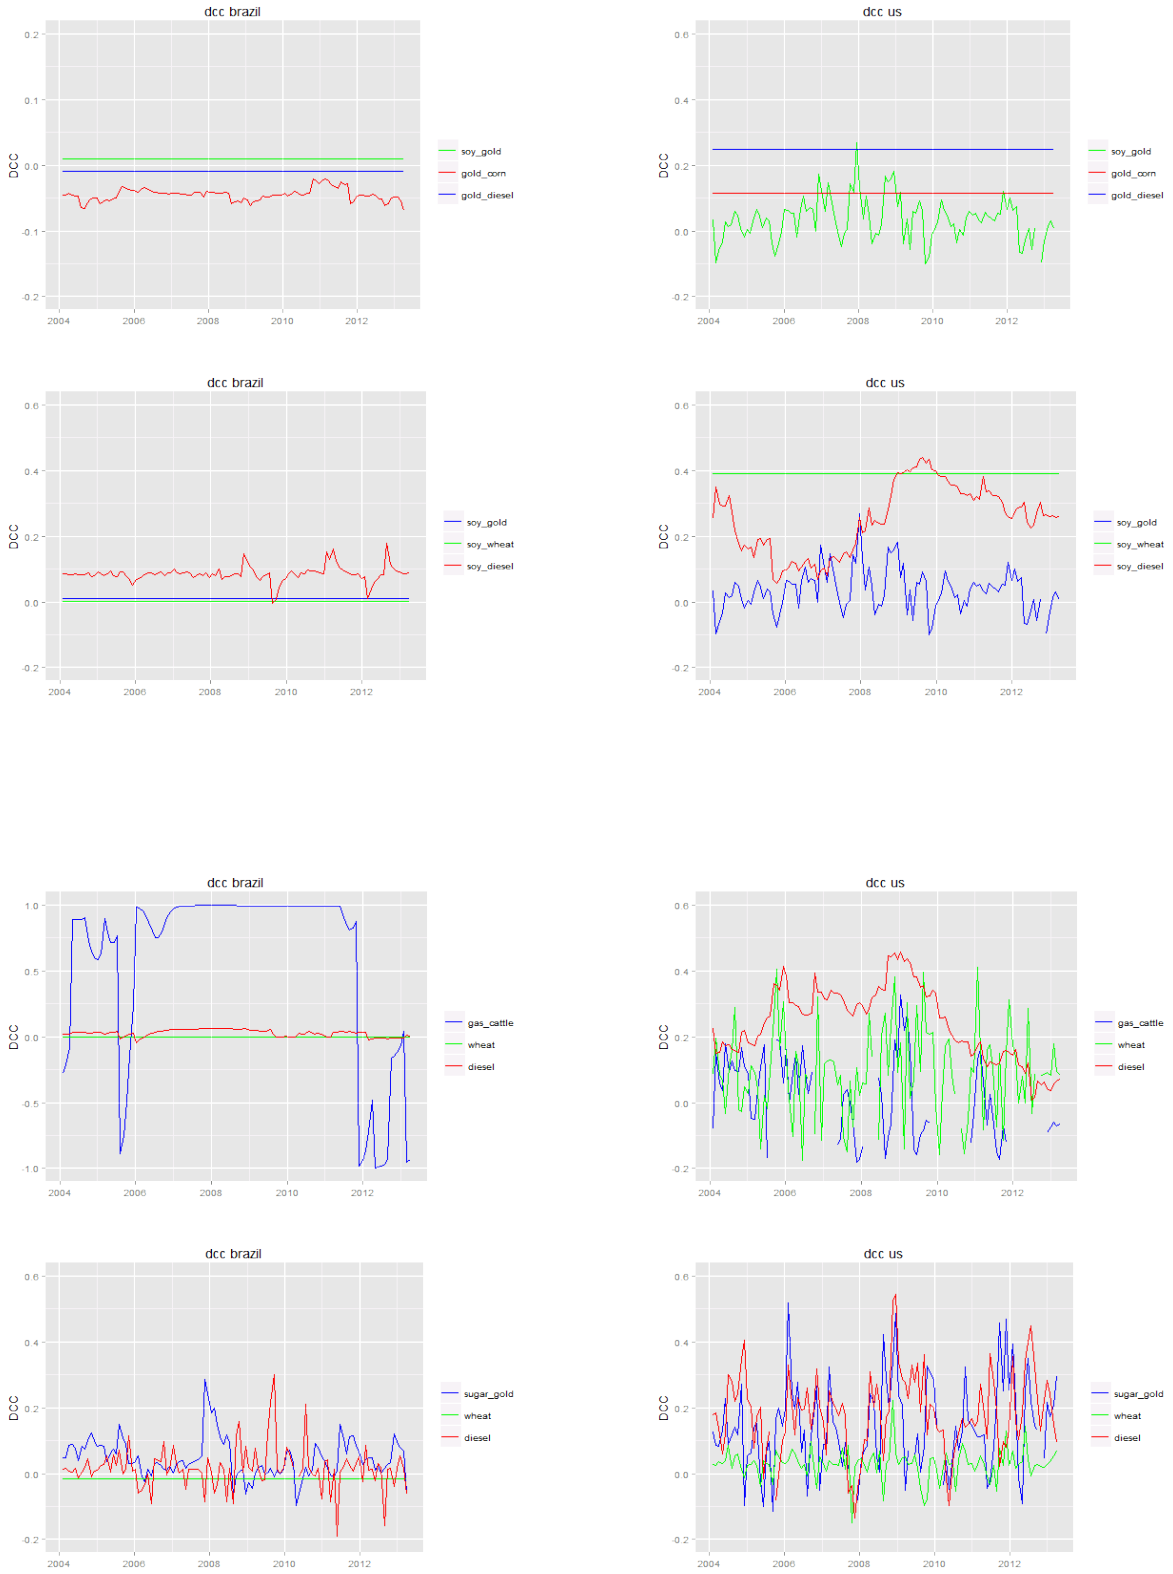 dcc brazil
0.2
0.1
0.0
-0.1
-0.2
DCC
2004 2006 2008 2010 2012
soy_gold
gold_corn
gold_diesel
dcc us
0.6
0.4
0.2
0.0
-0.2
DCC
2004 2006 2008 2010 2012
soy_gold
gold_corn
gold_diesel
dcc brazil
0.6
0.4
0.2
0.0
-0.2
DCC
2004 2006 2008 2010 2012
soy_gold
soy_wheat
soy_diesel
dcc us
0.6
0.4
0.2
0.0
-0.2
DCC
2004 2006 2008 2010 2012
soy_gold
soy_wheat
soy_diesel
dcc brazil
1.0
0.5
0.0
-0.5
-1.0
DCC
2004 2006 2008 2010 2012
gas_cattle
wheat
diesel
dcc us
0.6
0.4
0.2
0.0
-0.2
DCC
2004 2006 2008 2010 2012
gas_cattle
wheat
diesel
dcc brazil
0.6
0.4
0.2
0.0
-0.2
DCC
2004 2006 2008 2010 2012
sugar_gold
wheat
diesel
dcc us
0.6
0.4
0.2
0.0
-0.2
DCC
2004 2006 2008 2010 2012
sugar_gold
wheat
diesel